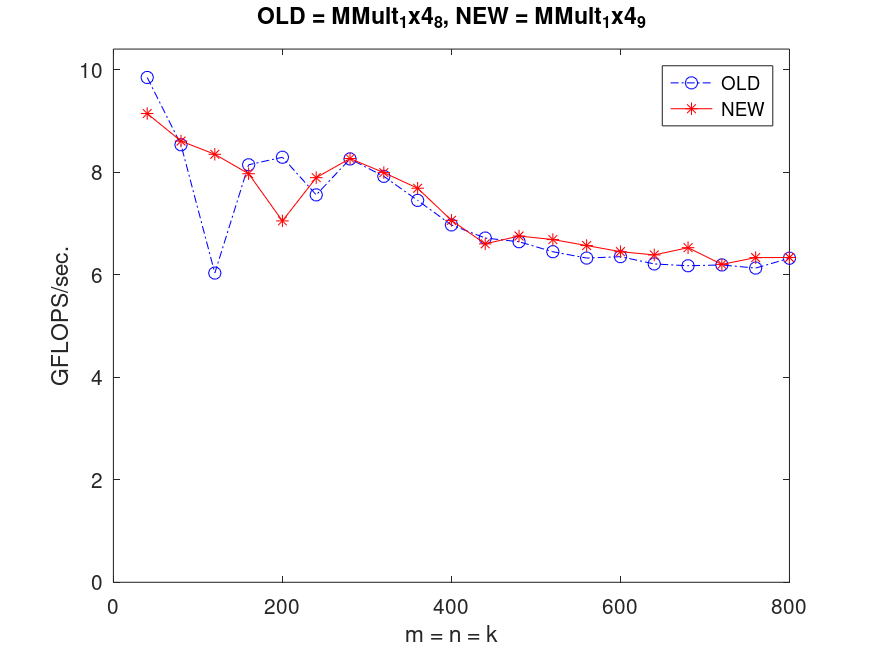 OLD = MMult₁x4₈, NEW = MMult₁x4₉
OLD
NEW
10
8
6
4
2
0
GFLOPS/sec.
0 200 400 600 800
m = n = k